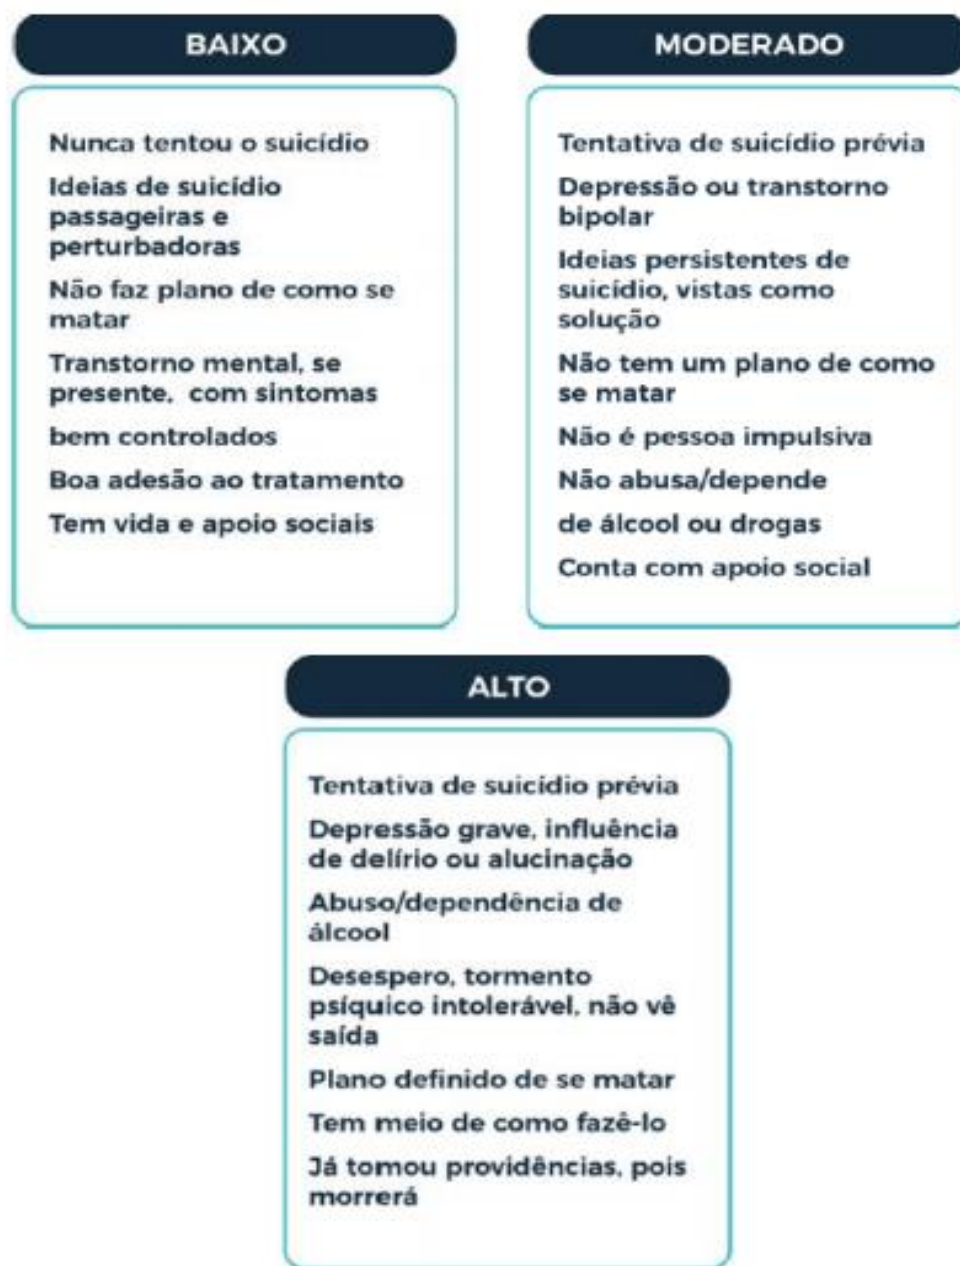 BAIXO
Nunca tentou o suicídio
Ideias de suicídio
passageiras e
perturbadoras
Não faz plano de como se
matar
Transtorno mental, se
presente, com sintomas
bem controlados
Boa adesão ao tratamento
Tem vida e apoio sociais
MODERADO
Tentativa de suicídio prévia
Depressão ou transtorno
bipolar
Ideias persistentes de
suicídio, vistas como
solução
Não tem um plano de como
se matar
Não é pessoa impulsiva
Não abusa/depende
de álcool ou drogas
Conta com apoio social
ALTO
Tentativa de suicídio prévia
Depressão grave, influência
de delírio ou alucinação
Abuso/dependência de
álcool
Desespero, tormento
psíquico intolerável, não vê
saída
Plano definido de se matar
Tem meio de como fazê-lo
Já tomou providências, pois
morrerá